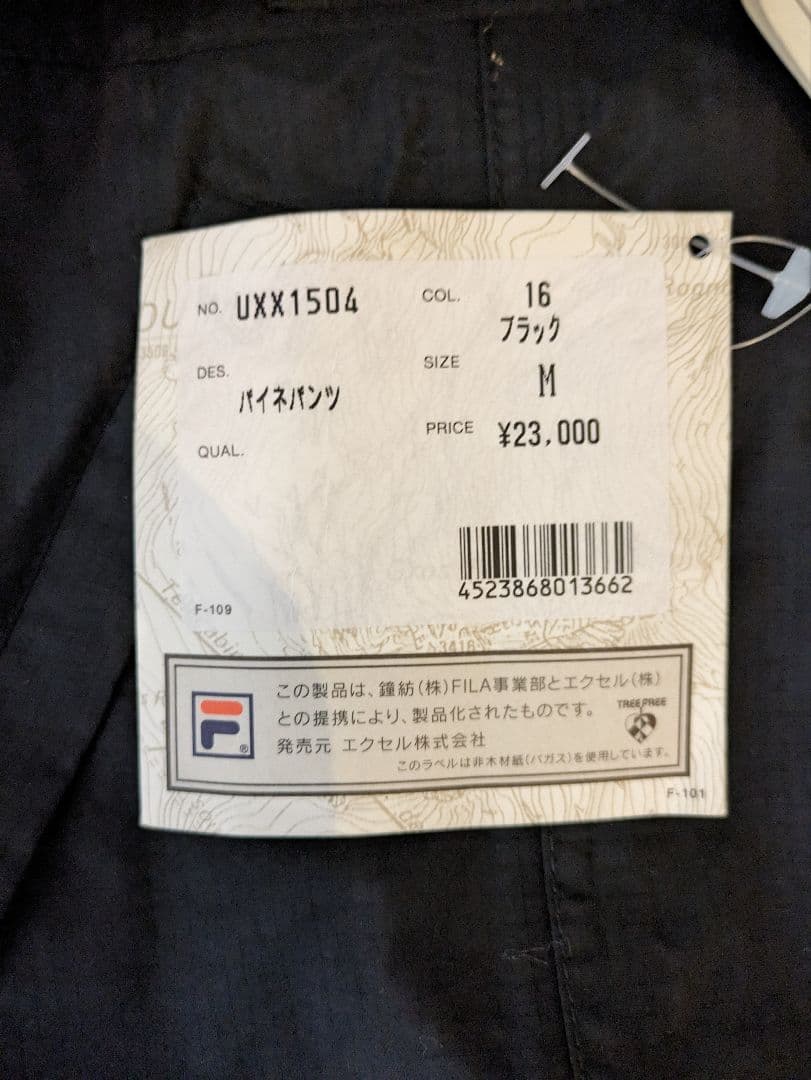 NO. UXX1504
COL. 16
ブラック
DES.
パイネパンツ
SIZE M
QUAL.
PRICE ¥23,000
4523868013662
F-109
3416
この製品は、鐘紡(株)FILA事業部とエクセル(株)
との提携により、製品化されたものです。
発売元 エクセル株式会社
TREE FREE
このラベルは非木材紙(バガス)を使用しています。
F-101